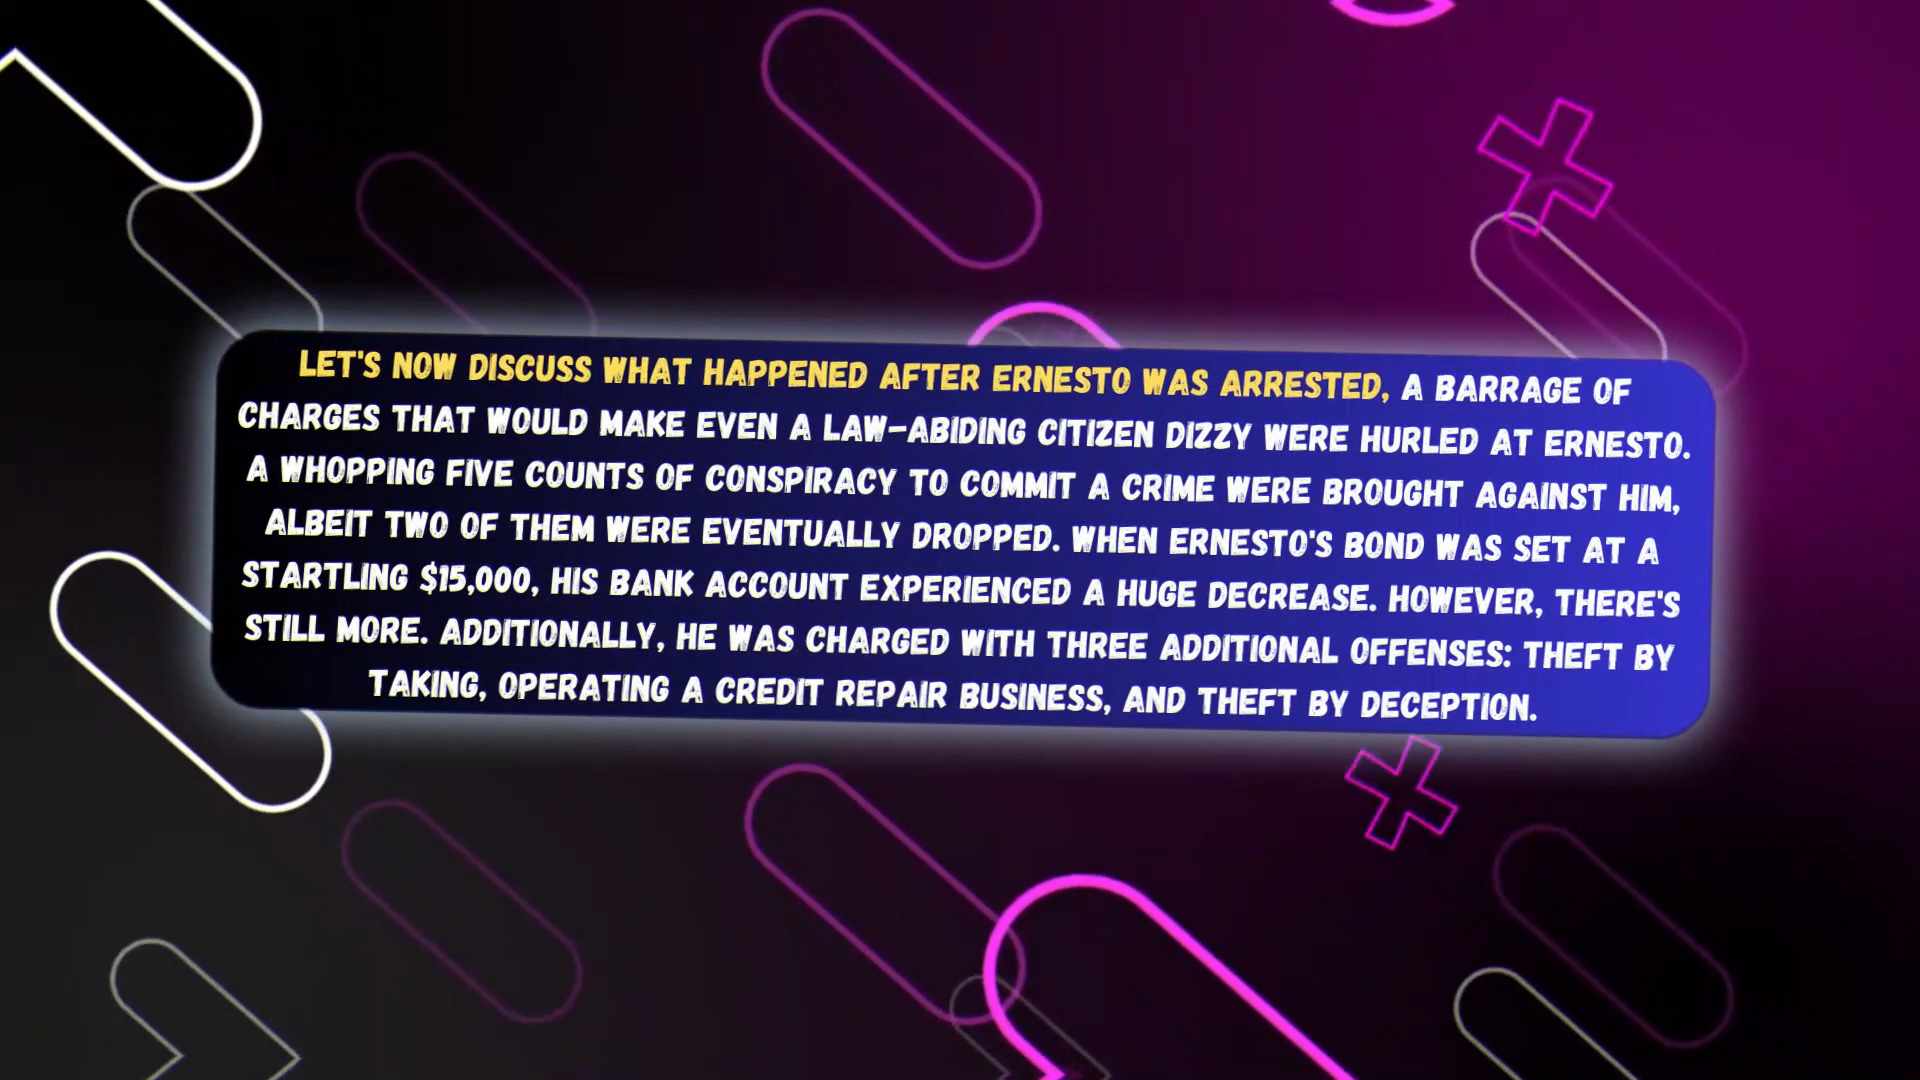 LET'S NOW DISCUSS WHAT HAPPENED AFTER ERNESTO WAS ARRESTED, A BARRAGE OF
CHARGES THAT WOULD MAKE EVEN A LAW-ABIDING CITIZEN DIZZY WERE HURLED AT ERNESTO.
A WHOPPING FIVE COUNTS OF CONSPIRACY TO COMMIT A CRIME WERE BROUGHT AGAINST HIM,
ALBEIT TWO OF THEM WERE EVENTUALLY DROPPED. WHEN ERNESTO'S BOND WAS SET AT A
STARTLING $15,000, HIS BANK ACCOUNT EXPERIENCED A HUGE DECREASE. HOWEVER, THERE'S
STILL MORE. ADDITIONALLY, HE WAS CHARGED WITH THREE ADDITIONAL OFFENSES: THEFT BY
TAKING, OPERATING A CREDIT REPAIR BUSINESS, AND THEFT BY DECEPTION.